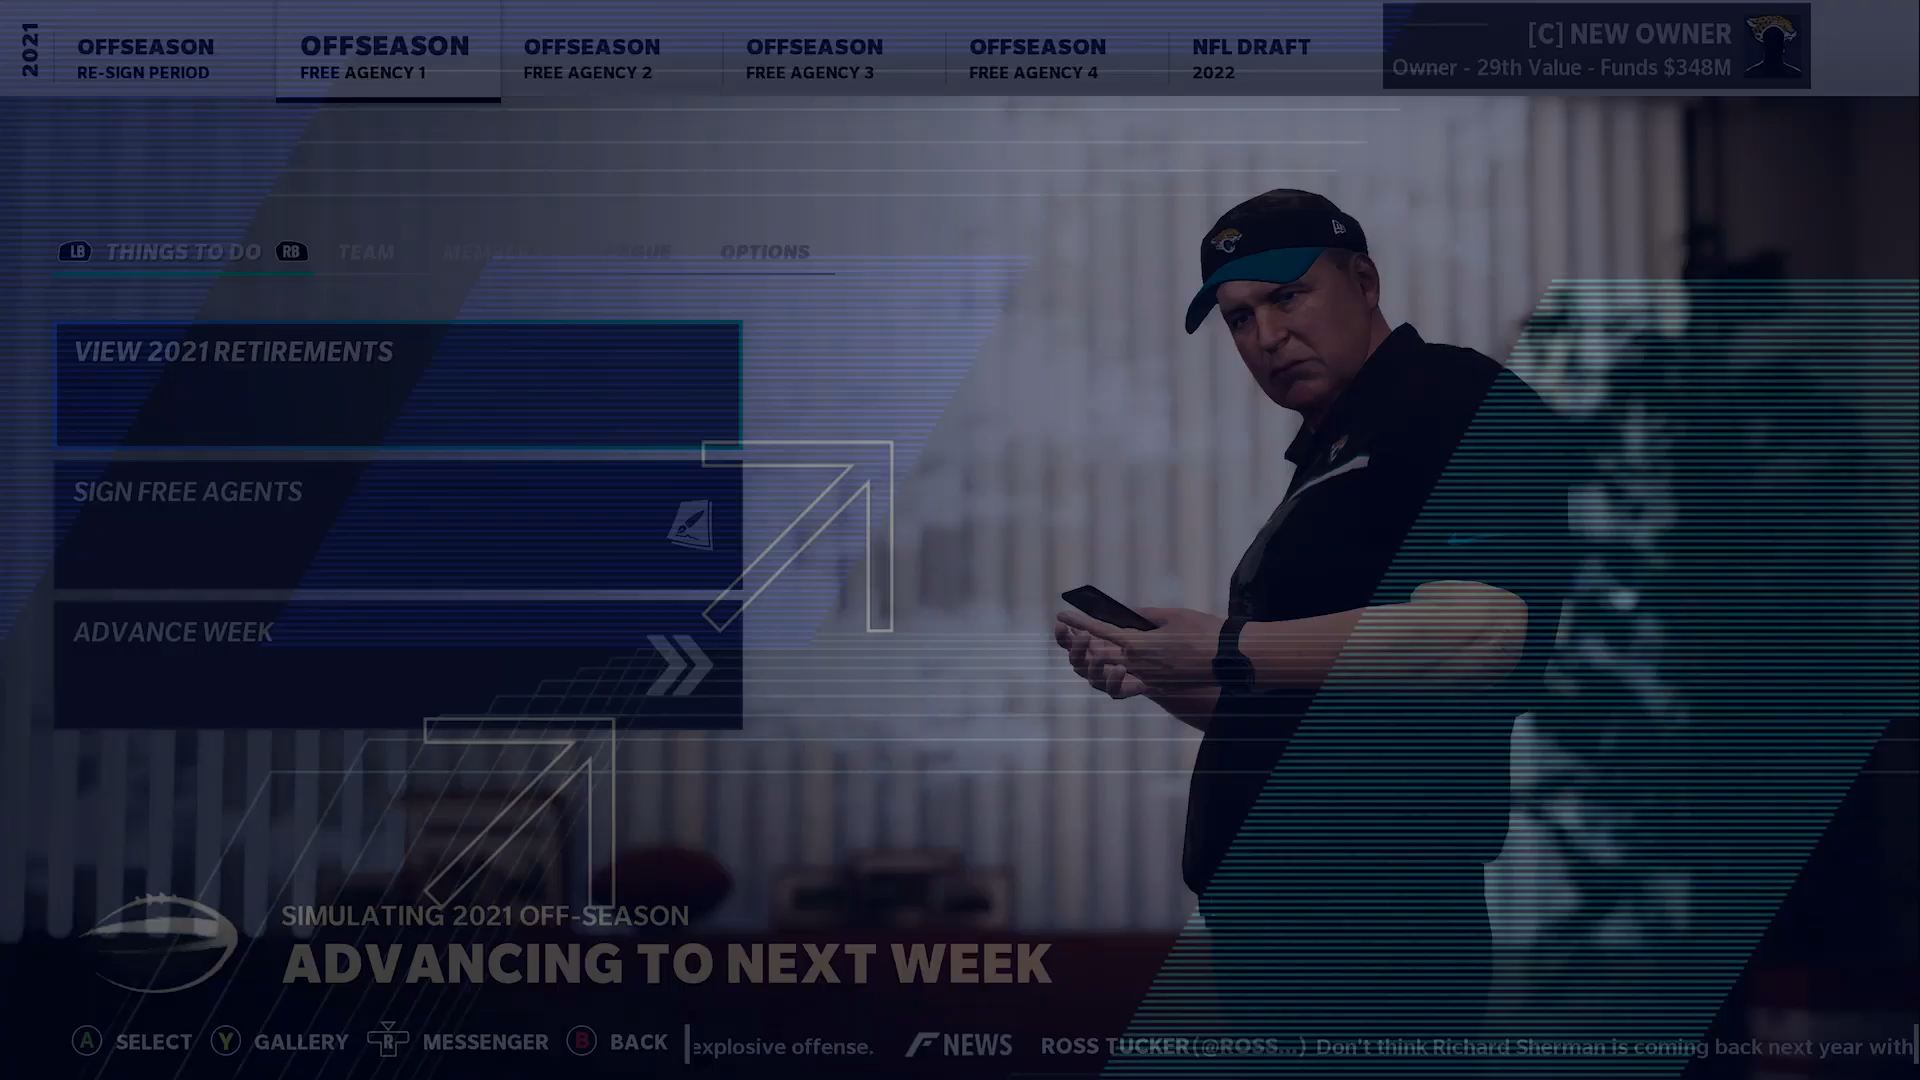 2021
OFFSEASON
RE-SIGN PERIOD
OFFSEASON
FREE AGENCY 1
OFFSEASON
FREE AGENCY 2
OFFSEASON
FREE AGENCY 3
OFFSEASON
FREE AGENCY 4
NFL DRAFT
2022
[C] NEW OWNER
Owner - 29th Value - Funds $348M
LB THINGS TO DO RB TEAM OPTIONS
VIEW 2021 RETIREMENTS
SIGN FREE AGENTS
ADVANCE WEEK
SIMULATING 2021 OFF-SEASON
ADVANCING TO NEXT WEEK
A SELECT Y GALLERY R MESSENGER B BACK explosive offense. NEWS ROSS TUCKER (@ROSS...) Don't think Richard Sherman is coming back next year with